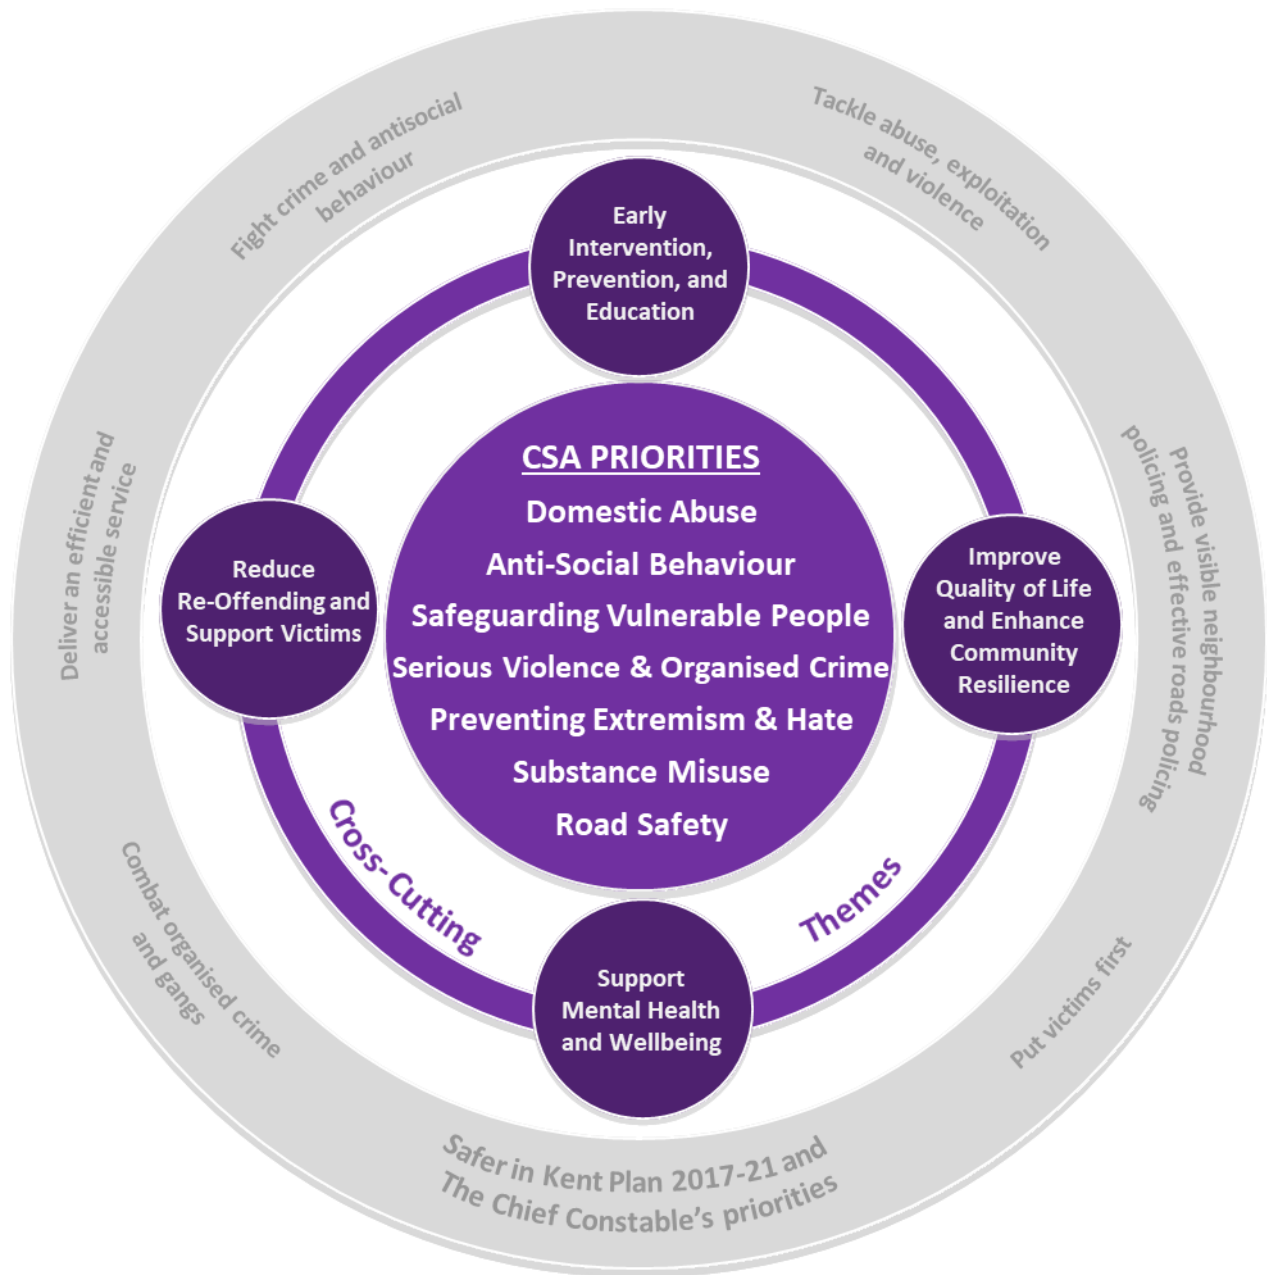 Fight crime and antisocial
behaviour
Tackle abuse, exploitation
and violence
Early
Intervention,
Prevention, and
Education
Deliver an efficient and
accessible service
Provide visible neighbourhood
policing and effective roads policing
CSA PRIORITIES
Domestic Abuse
Anti-Social Behaviour
Safeguarding Vulnerable People
Serious Violence & Organised Crime
Preventing Extremism & Hate
Substance Misuse
Road Safety
Reduce
Re-Offending and
Support Victims
Improve
Quality of Life
and Enhance
Community
Resilience
Cross-Cutting
Themes
Combat organised crime
and gangs
Put victims first
Support
Mental Health
and Wellbeing
Safer in Kent Plan 2017-21 and
The Chief Constable's priorities